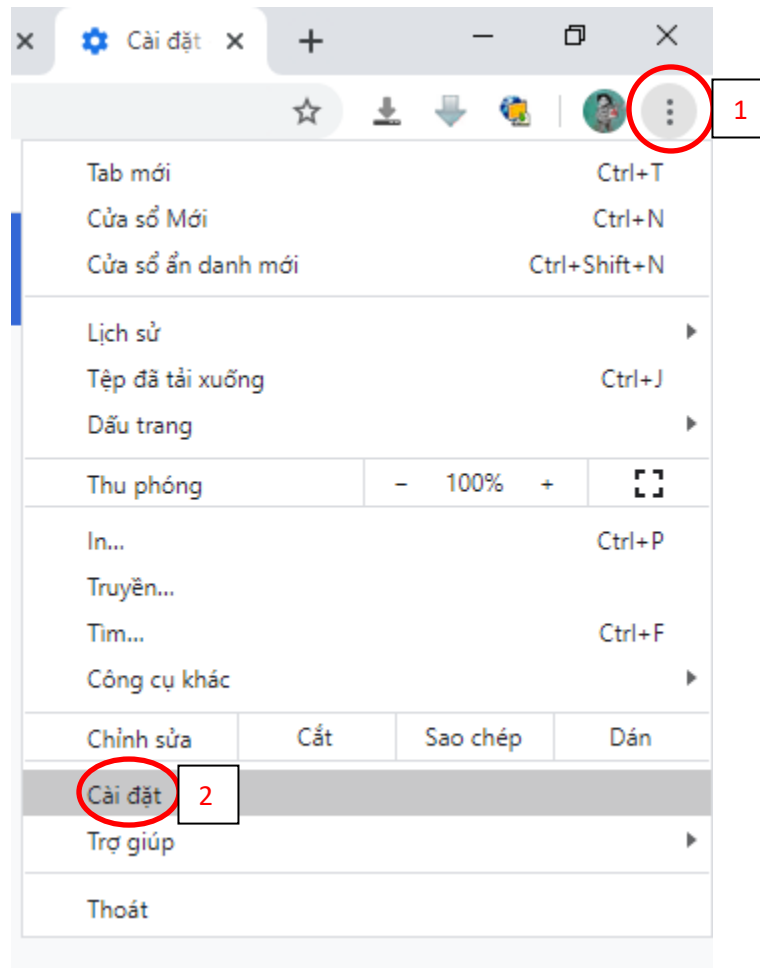 Cài đặt
1
Tab mới Ctrl+T
Cửa sổ Mới Ctrl+N
Cửa sổ ẩn danh mới Ctrl+Shift+N
Lịch sử
Tệp đã tải xuống Ctrl+J
Dấu trang
Thu phóng - 100% +
In... Ctrl+P
Truyền...
Tìm... Ctrl+F
Công cụ khác
Chỉnh sửa Cắt Sao chép Dán
Cài đặt 2
Trợ giúp
Thoát